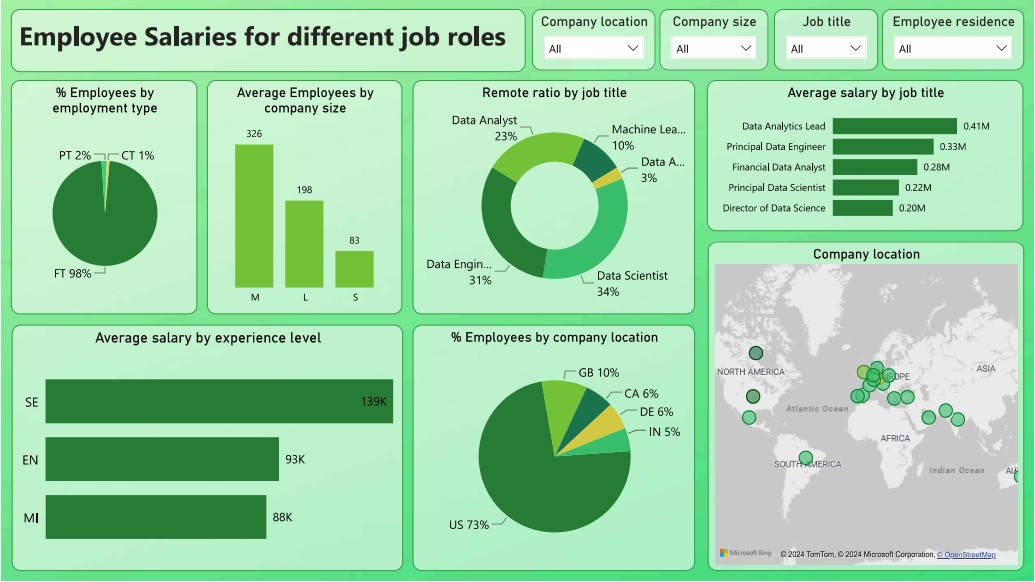 Employee Salaries for different job roles
Company location
All
Company size
All
Job title
All
Employee residence
All
% Employees by
employment type
PT 2%
CT 1%
FT 98%
Average Employees by
company size
326
198
83
M
L
S
Remote ratio by job title
Data Analyst
23%
Machine Lea...
10%
Data A...
3%
Data Engin...
31%
Data Scientist
34%
Average salary by job title
Data Analytics Lead
0.41M
Principal Data Engineer
0.33M
Financial Data Analyst
0.28M
Principal Data Scientist
0.22M
Director of Data Science
0.20M
Average salary by experience level
SE
139K
EN
93K
MI
88K
% Employees by company location
GB 10%
CA 6%
DE 6%
IN 5%
US 73%
Company location
NORTH AMERICA
ASIA
Atlantic Ocean
AFRICA
SOUTH AMERICA
Indian Ocean
AU
Microsoft Bing
© 2024 TomTom, © 2024 Microsoft Corporation, © OpenStreetMap